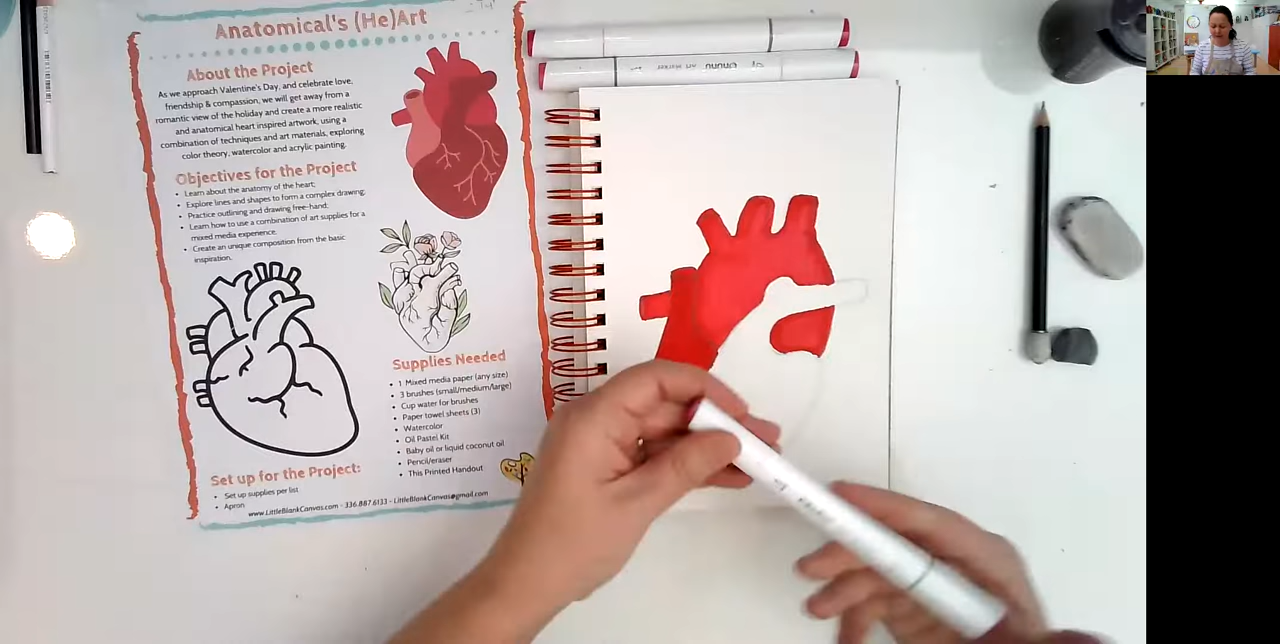 Anatomical's (He)Art
About the Project
As we approach Valentine's Day, and celebrate love,
friendship & compassion, we will get away from a
romantic view of the holiday and create a more realistic
and anatomical heart inspired artwork, using a
combination of techniques and art materials, exploring
color theory, watercolor and acrylic painting.
Objectives for the Project
• Learn about the anatomy of the heart;
• Explore lines and shapes to form a complex drawing;
• Practice outlining and drawing free-hand;
• Learn how to use a combination of art supplies for a
mixed media experience.
• Create an unique composition from the basic
inspiration.
Supplies Needed
• 1 Mixed media paper (any size)
• 3 brushes (small/medium/large)
• Cup water for brushes
• Paper towel sheets (3)
• Watercolor
• Oil Pastel Kit
• Baby oil or liquid coconut oil
• Pencil/eraser
• This Printed Handout
Set up for the Project:
• Set up supplies per list
• Apron
www.LittleBlankCanvas.com - 336.887.6133 - LittleBlankCanvas@gmail.com
ohuhu